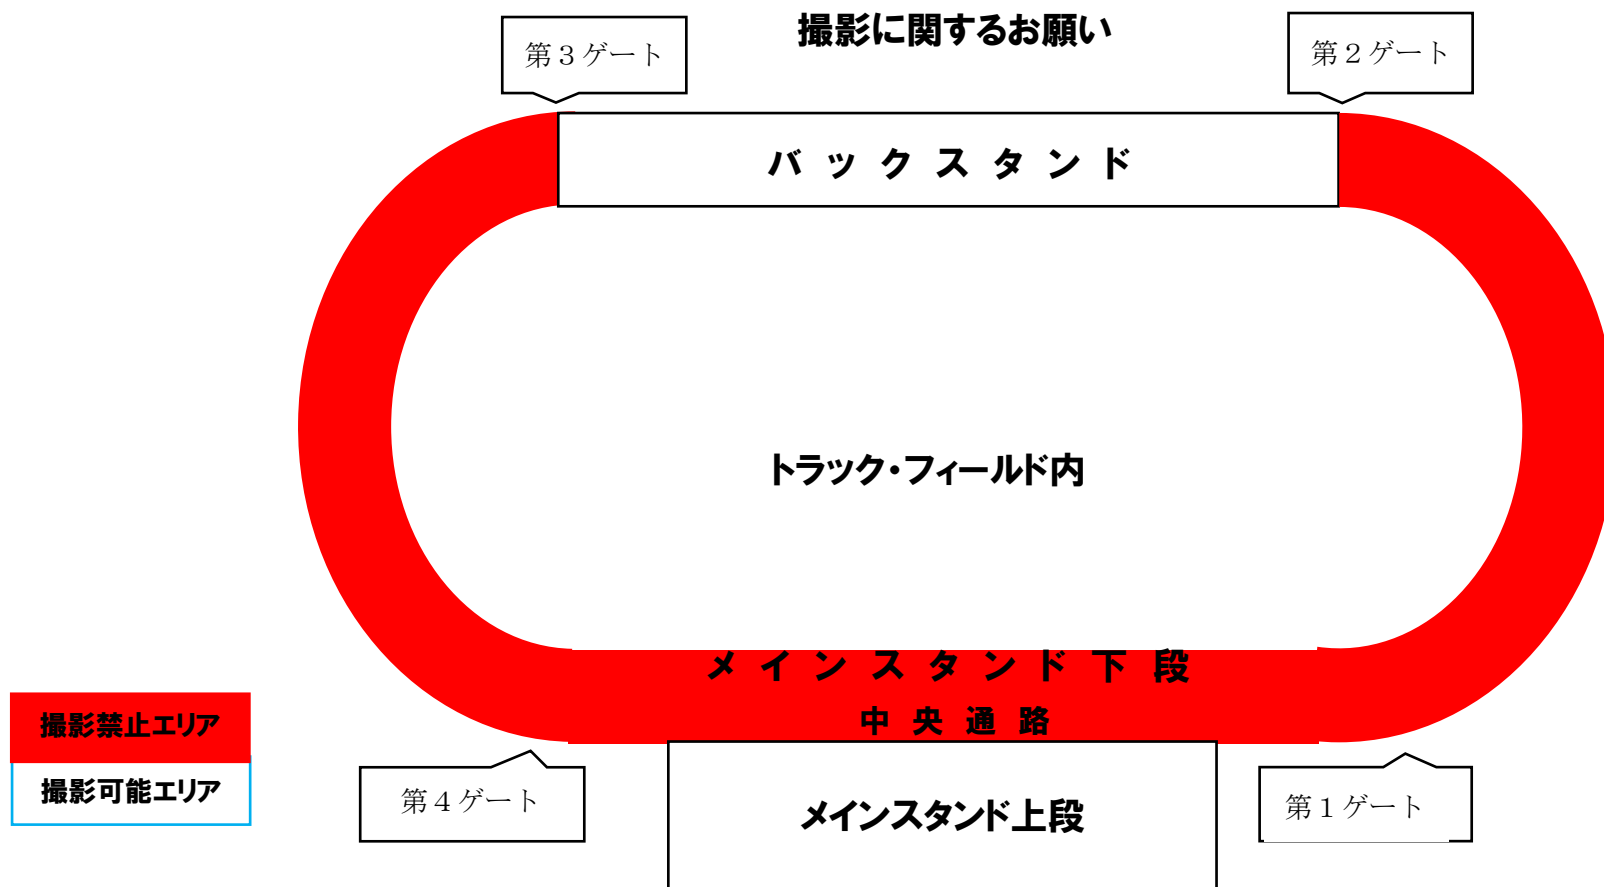 撮影に関するお願い
第３ゲート
第２ゲート
バックスタンド
トラック・フィールド内
メインスタンド下段
中央通路
撮影禁止エリア
撮影可能エリア
第４ゲート
メインスタンド上段
第１ゲート